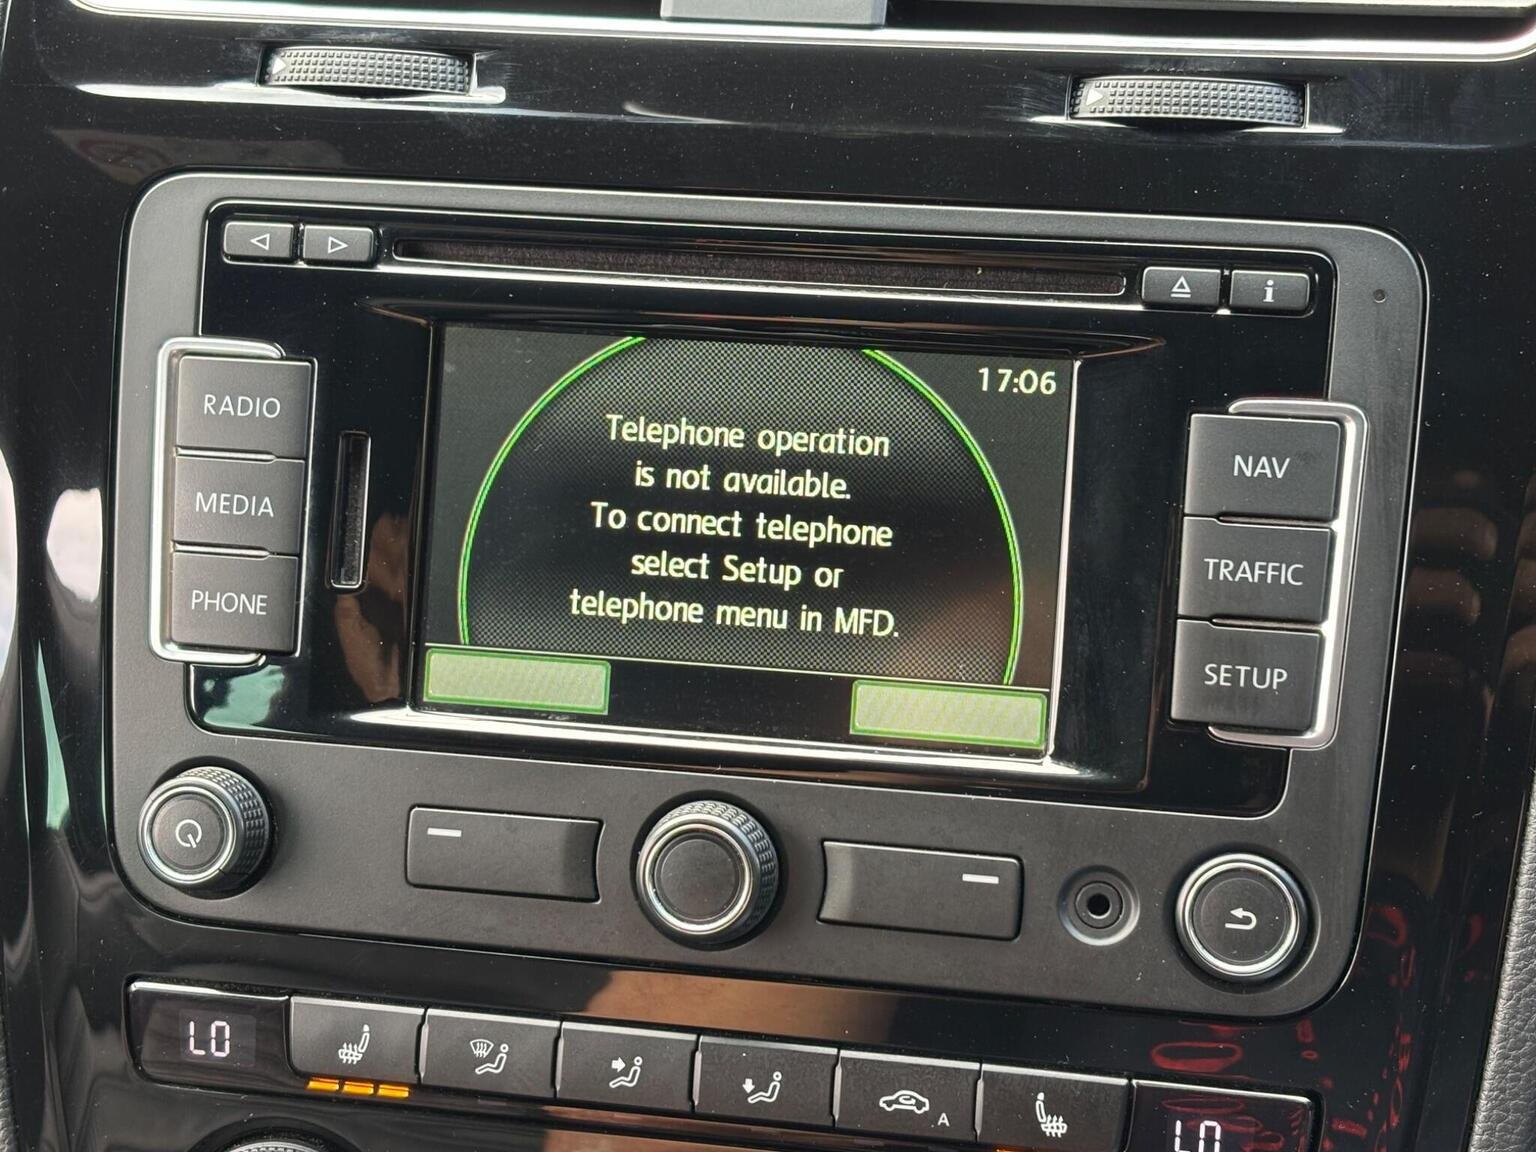 i
RADIO
MEDIA
PHONE
17:06
Telephone operation
is not available.
To connect telephone
select Setup or
telephone menu in MFD.
NAV
TRAFFIC
SETUP
LO
A
LO